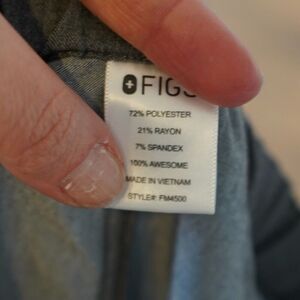 FIGS
72% POLYESTER
21% RAYON
7% SPANDEX
100% AWESOME
MADE IN VIETNAM
STYLE#: FM4500